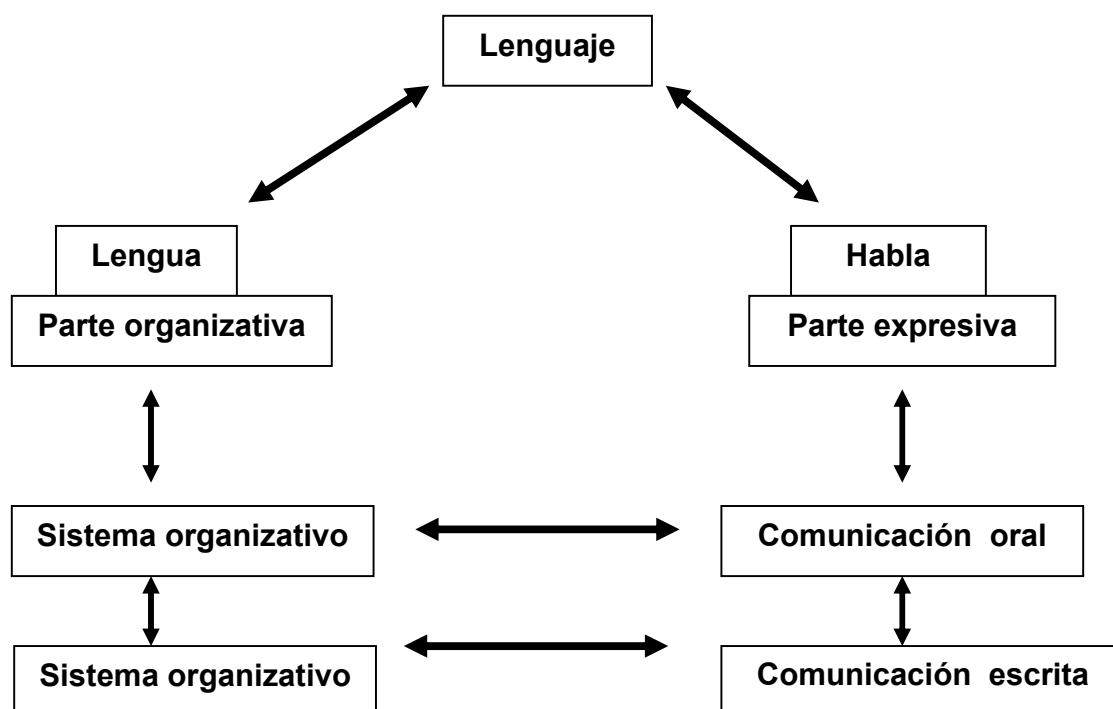 Lenguaje
Lengua
Habla
Parte organizativa
Parte expresiva
Sistema organizativo
Comunicación oral
Sistema organizativo
Comunicación escrita